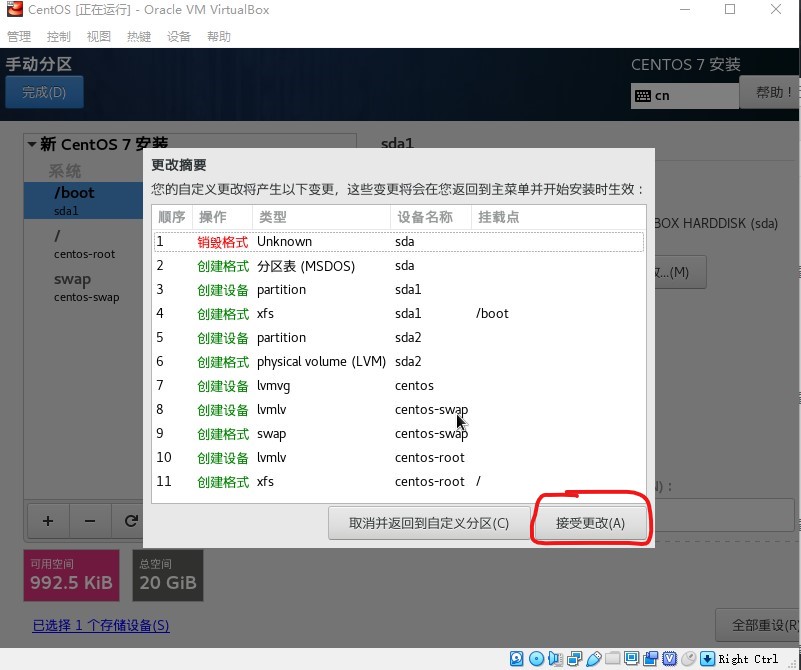 CentOS [正在运行] - Oracle VM VirtualBox
管理 控制 视图 热键 设备 帮助
手动分区
CENTOS 7 安装
完成(D)
cn
帮助！
新 CentOS 7 安装
sda1
系统
/boot
sda1
/
centos-root
swap
centos-swap
BOX HARDDISK (sda)
...(M)
更改摘要
您的自定义更改将产生以下变更，这些变更将会在您返回到主菜单并开始安装时生效：
顺序 操作 类型 设备名称 挂载点
1 销毁格式 Unknown sda
2 创建格式 分区表 (MSDOS) sda
3 创建设备 partition sda1
4 创建格式 xfs sda1 /boot
5 创建设备 partition sda2
6 创建格式 physical volume (LVM) sda2
7 创建设备 lvmvg centos
8 创建设备 lvmlv centos-swap
9 创建格式 swap centos-swap
10 创建设备 lvmlv centos-root
11 创建格式 xfs centos-root /
取消并返回到自定义分区(C)
接受更改(A)
+ −
可用空间
992.5 KiB
总空间
20 GiB
已选择 1 个存储设备(S)
全部重设(R)
Right Ctrl